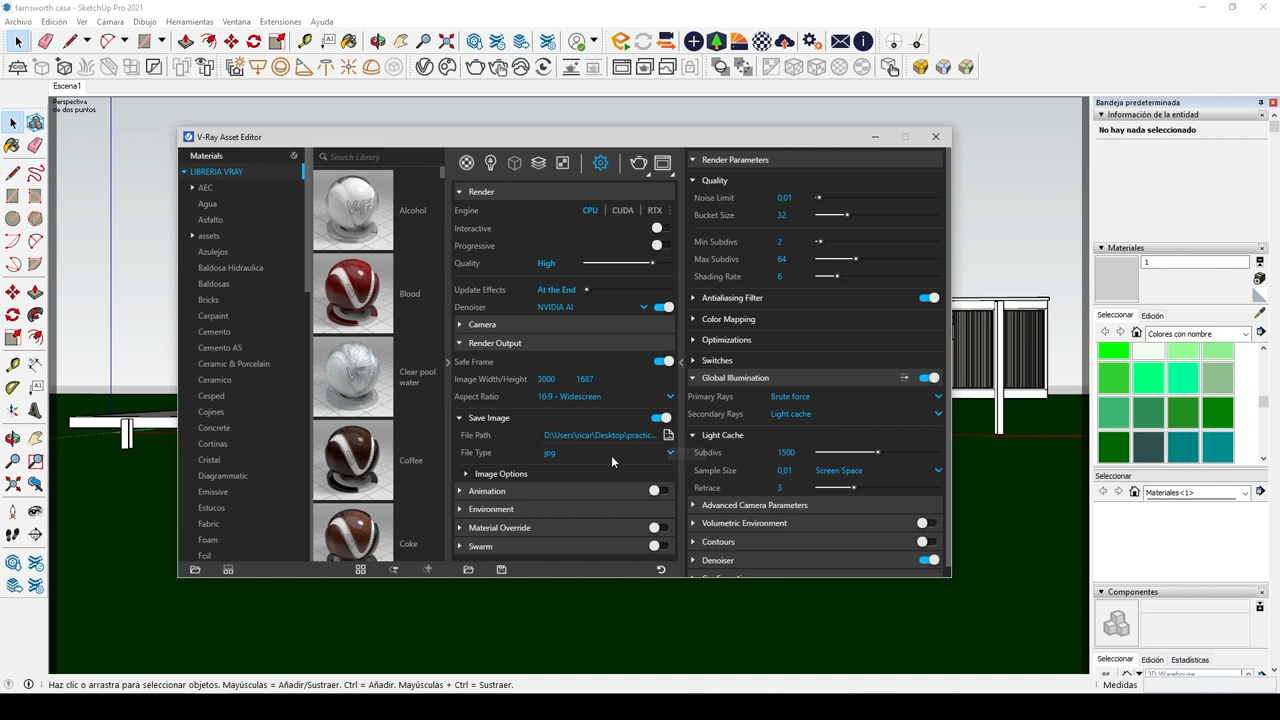 farnsworth casa - SketchUp Pro 2021
Archivo Edición Ver Cámara Dibujo Herramientas Ventana Extensiones Ayuda
Escena1
Perspectiva
de dos puntos
V-Ray Asset Editor
Materials
LIBRERIA VRAY
AEC
Agua
Asfalto
assets
Azulejos
Baldosa Hidraulica
Baldosas
Bricks
Carpaint
Cemento
Cemento AS
Ceramic & Porcelain
Ceramico
Cesped
Cojines
Concrete
Cortinas
Cristal
Diagrammatic
Emissive
Estucos
Fabric
Foam
Foil
Search Library
Alcohol
Blood
Clear pool
water
Coffee
Coke
Render
Engine CPU | CUDA | RTX
Interactive
Progressive
Quality High
Update Effects At the End
Denoiser NVIDIA AI
Camera
Render Output
Safe Frame
Image Width/Height 3000 1687
Aspect Ratio 16:9 - Widescreen
Save Image
File Path D:\Users\ricar\Desktop\practic...
File Type jpg
Image Options
Animation
Environment
Material Override
Swarm
Render Parameters
Quality
Noise Limit 0,01
Bucket Size 32
Min Subdivs 2
Max Subdivs 64
Shading Rate 6
Antialiasing Filter
Color Mapping
Optimizations
Switches
Global Illumination
Primary Rays Brute force
Secondary Rays Light cache
Light Cache
Subdivs 1500
Sample Size 0,01 Screen Space
Retrace 3
Advanced Camera Parameters
Volumetric Environment
Contours
Denoiser
Bandeja predeterminada
Información de la entidad
No hay nada seleccionado
Materiales
1
Seleccionar Edición
Colores con nombre
Seleccionar
Materiales<1>
Componentes
Seleccionar Edición Estadísticas
3D Warehouse
Haz clic o arrastra para seleccionar objetos. Mayúsculas = Añadir/Sustraer. Ctrl = Añadir. Mayúsculas + Ctrl = Sustraer.
Medidas